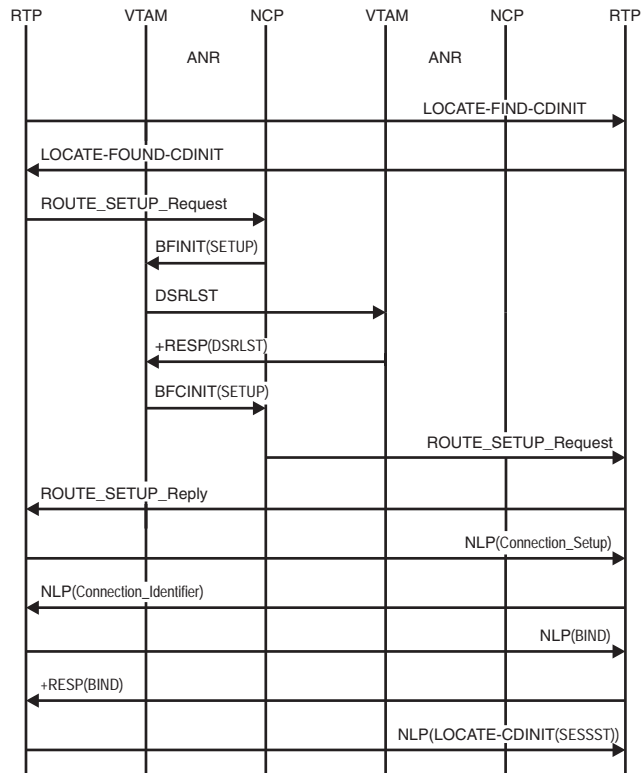 RTP VTAM NCP VTAM NCP RTP
ANR ANR
LOCATE-FIND-CDINIT
LOCATE-FOUND-CDINIT
ROUTE_SETUP_Request
BFINIT(SETUP)
DSRLST
+RESP(DSRLST)
BFCINIT(SETUP)
ROUTE_SETUP_Request
ROUTE_SETUP_Reply
NLP(Connection_Setup)
NLP(Connection_Identifier)
NLP(BIND)
+RESP(BIND)
NLP(LOCATE-CDINIT(SESSST))